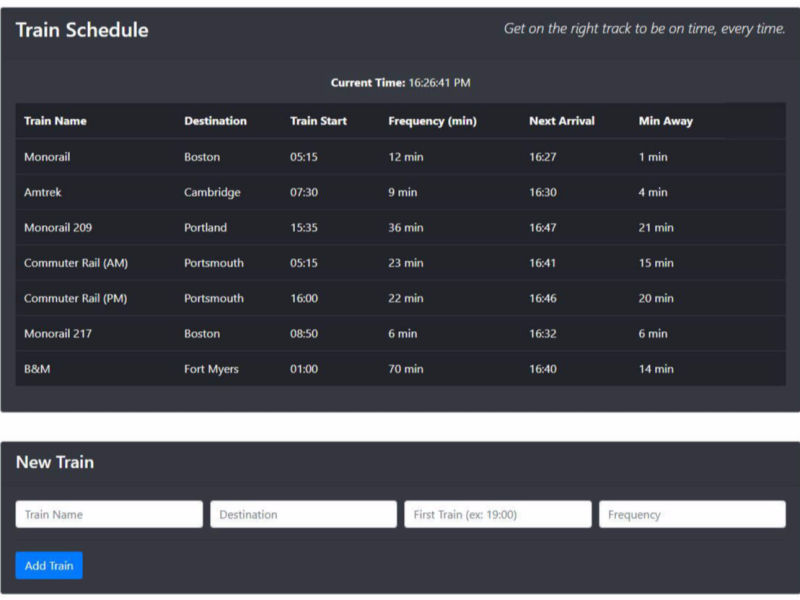 Train Schedule Get on the right track to be on time, every time.
Current Time: 16:26:41 PM
Train Name Destination Train Start Frequency (min) Next Arrival Min Away
Monorail Boston 05:15 12 min 16:27 1 min
Amtrek Cambridge 07:30 9 min 16:30 4 min
Monorail 209 Portland 15:35 36 min 16:47 21 min
Commuter Rail (AM) Portsmouth 05:15 23 min 16:41 15 min
Commuter Rail (PM) Portsmouth 16:00 22 min 16:46 20 min
Monorail 217 Boston 08:50 6 min 16:32 6 min
B&M Fort Myers 01:00 70 min 16:40 14 min
New Train
Train Name Destination First Train (ex: 19:00) Frequency
Add Train